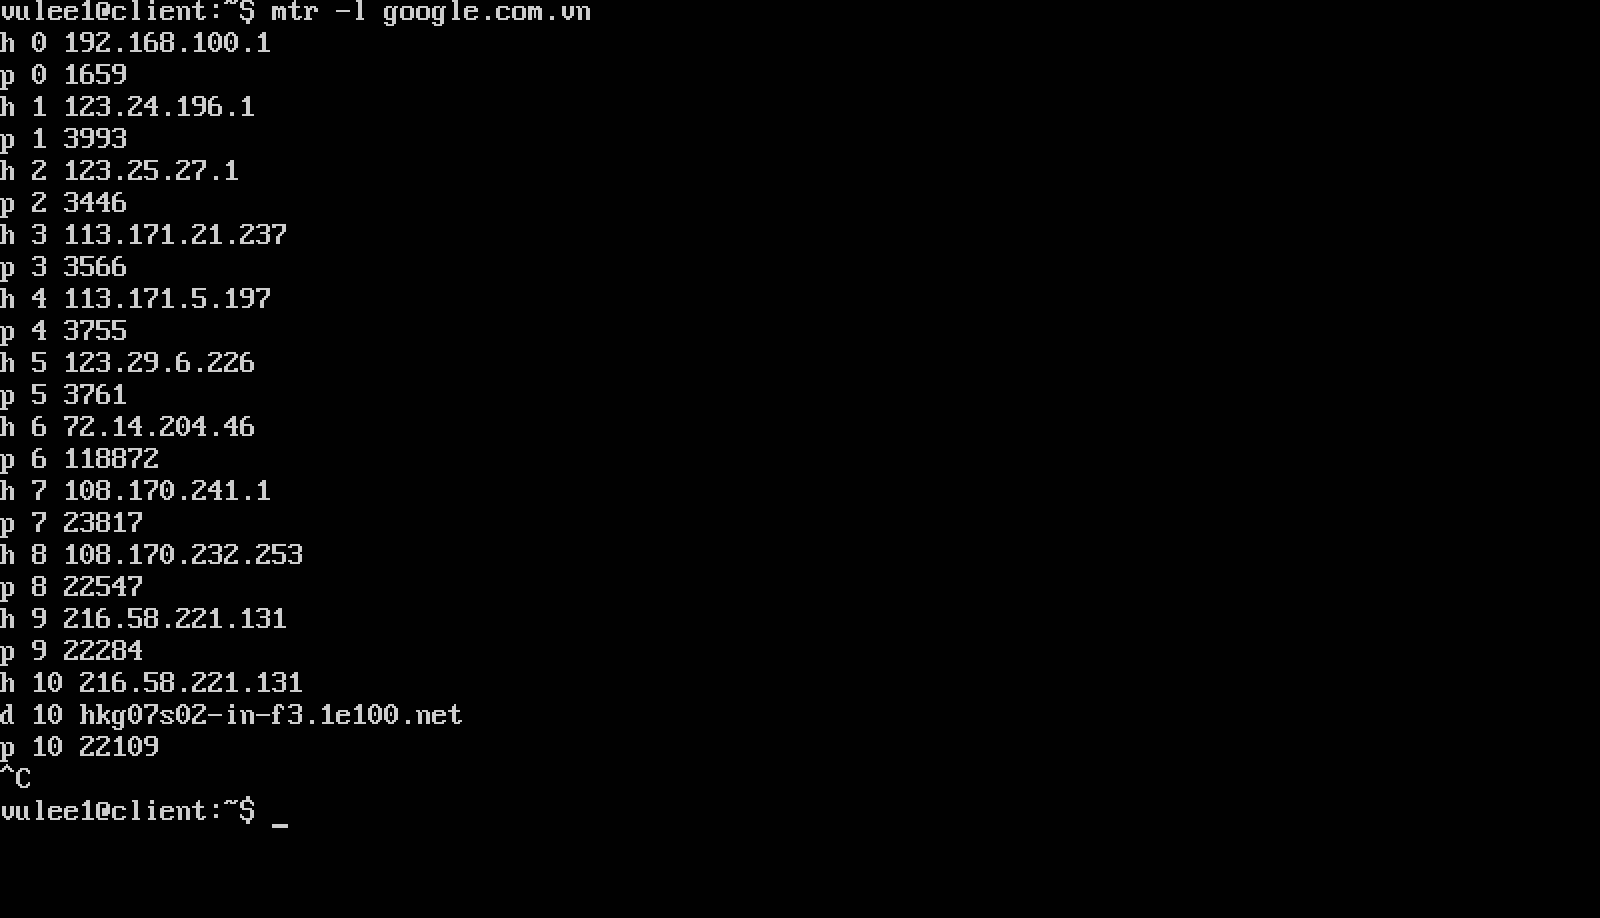 vulee1@client:~$ mtr -l google.com.vn
h 0 192.168.100.1
p 0 1659
h 1 123.24.196.1
p 1 3993
h 2 123.25.27.1
p 2 3446
h 3 113.171.21.237
p 3 3566
h 4 113.171.5.197
p 4 3755
h 5 123.29.6.226
p 5 3761
h 6 72.14.204.46
p 6 118872
h 7 108.170.241.1
p 7 23817
h 8 108.170.232.253
p 8 22547
h 9 216.58.221.131
p 9 22284
h 10 216.58.221.131
d 10 hkg07s02-in-f3.1e100.net
p 10 22109
^C
vulee1@client:~$ _